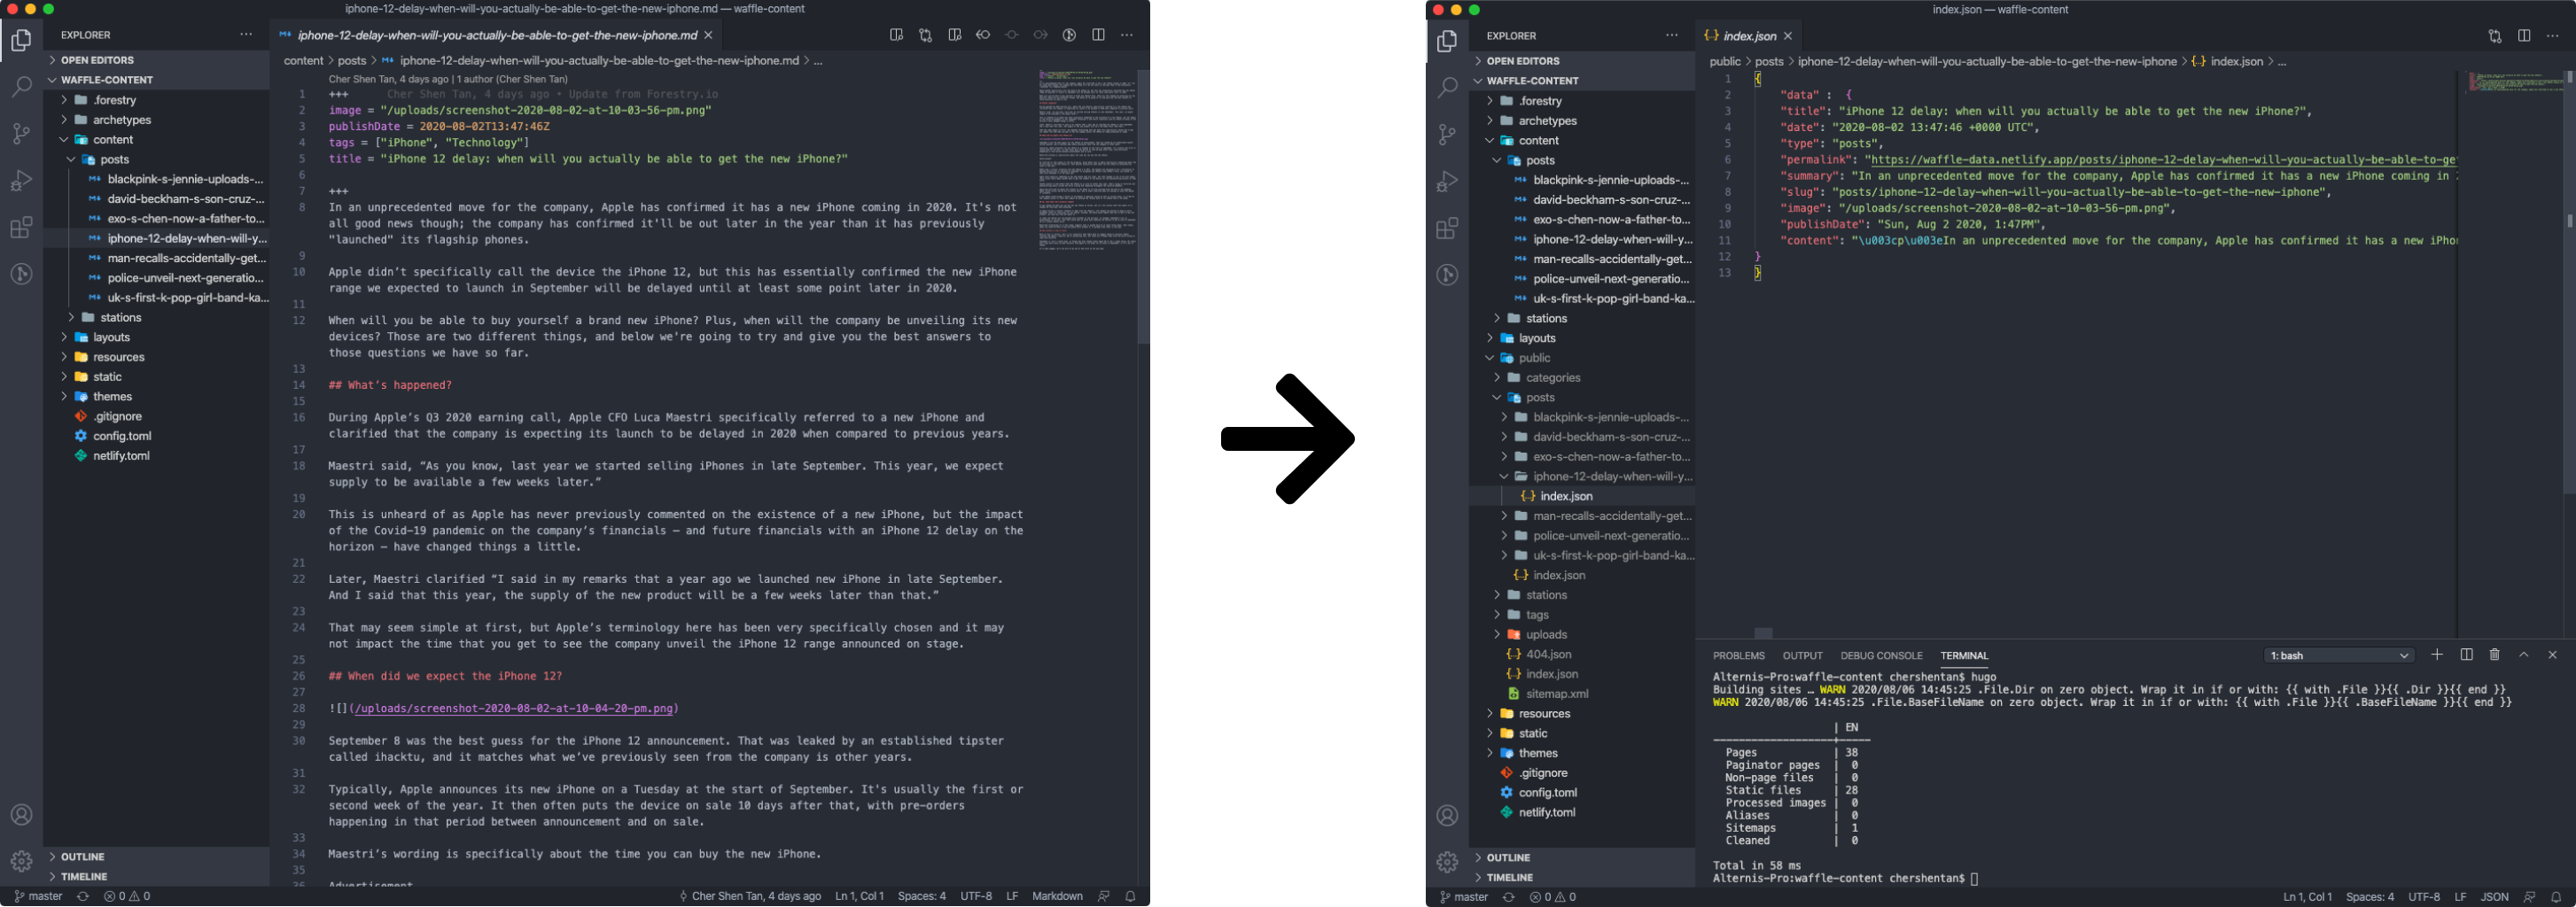 iphone-12-delay-when-will-you-actually-be-able-to-get-the-new-iphone.md — waffle-content
EXPLORER
OPEN EDITORS
WAFFLE-CONTENT
.forestry
archetypes
content
posts
blackpink-s-jennie-uploads-...
david-beckham-s-son-cruz-...
exo-s-chen-now-a-father-to...
iphone-12-delay-when-will-y...
man-recalls-accidentally-get...
police-unveil-next-generatio...
uk-s-first-k-pop-girl-band-ka...
stations
layouts
resources
static
themes
.gitignore
config.toml
netlify.toml
OUTLINE
TIMELINE
iphone-12-delay-when-will-you-actually-be-able-to-get-the-new-iphone.md
content > posts > iphone-12-delay-when-will-you-actually-be-able-to-get-the-new-iphone.md > ...
Cher Shen Tan, 4 days ago | 1 author (Cher Shen Tan)
1 +++ Cher Shen Tan, 4 days ago • Update from Forestry.io
2 image = "/uploads/screenshot-2020-08-02-at-10-03-56-pm.png"
3 publishDate = 2020-08-02T13:47:46Z
4 tags = ["iPhone", "Technology"]
5 title = "iPhone 12 delay: when will you actually be able to get the new iPhone?"
6
7 +++
8 In an unprecedented move for the company, Apple has confirmed it has a new iPhone coming in 2020. It's not
all good news though; the company has confirmed it'll be out later in the year than it has previously
"launched" its flagship phones.
9
10 Apple didn’t specifically call the device the iPhone 12, but this has essentially confirmed the new iPhone
range we expected to launch in September will be delayed until at least some point later in 2020.
11
12 When will you be able to buy yourself a brand new iPhone? Plus, when will the company be unveiling its new
devices? Those are two different things, and below we're going to try and give you the best answers to
those questions we have so far.
13
14 ## What’s happened?
15
16 During Apple’s Q3 2020 earning call, Apple CFO Luca Maestri specifically referred to a new iPhone and
clarified that the company is expecting its launch to be delayed in 2020 when compared to previous years.
17
18 Maestri said, “As you know, last year we started selling iPhones in late September. This year, we expect
supply to be available a few weeks later.”
19
20 This is unheard of as Apple has never previously commented on the existence of a new iPhone, but the impact
of the Covid-19 pandemic on the company’s financials – and future financials with an iPhone 12 delay on the
horizon – have changed things a little.
21
22 Later, Maestri clarified “I said in my remarks that a year ago we launched new iPhone in late September.
And I said that this year, the supply of the new product will be a few weeks later than that.”
23
24 That may seem simple at first, but Apple’s terminology here has been very specifically chosen and it may
not impact the time that you get to see the company unveil the iPhone 12 range announced on stage.
25
26 ## When did we expect the iPhone 12?
27
28 ![](/uploads/screenshot-2020-08-02-at-10-04-20-pm.png)
29
30 September 8 was the best guess for the iPhone 12 announcement. That was leaked by an established tipster
called ihacktu, and it matches what we’ve previously seen from the company is other years.
31
32 Typically, Apple announces its new iPhone on a Tuesday at the start of September. It's usually the first or
second week of the year. It then often puts the device on sale 10 days after that, with pre-orders
happening in that period between announcement and on sale.
33
34 Maestri’s wording is specifically about the time you can buy the new iPhone.
35
36 Advertisement
master 0 0 Cher Shen Tan, 4 days ago Ln 1, Col 1 Spaces: 4 UTF-8 LF Markdown
index.json — waffle-content
EXPLORER
OPEN EDITORS
WAFFLE-CONTENT
.forestry
archetypes
content
posts
blackpink-s-jennie-uploads-...
david-beckham-s-son-cruz-...
exo-s-chen-now-a-father-to...
iphone-12-delay-when-will-y...
man-recalls-accidentally-get...
police-unveil-next-generatio...
uk-s-first-k-pop-girl-band-ka...
stations
layouts
public
categories
posts
blackpink-s-jennie-uploads-...
david-beckham-s-son-cruz-...
exo-s-chen-now-a-father-to...
iphone-12-delay-when-will-y...
index.json
man-recalls-accidentally-get...
police-unveil-next-generatio...
uk-s-first-k-pop-girl-band-ka...
index.json
stations
tags
uploads
404.json
index.json
sitemap.xml
resources
static
themes
.gitignore
config.toml
netlify.toml
OUTLINE
TIMELINE
{..} index.json
public > posts > iphone-12-delay-when-will-you-actually-be-able-to-get-the-new-iphone > {..} index.json > ...
1 {
2 "data" : {
3 "title": "iPhone 12 delay: when will you actually be able to get the new iPhone?",
4 "date": "2020-08-02 13:47:46 +0000 UTC",
5 "type": "posts",
6 "permalink": "https://waffle-data.netlify.app/posts/iphone-12-delay-when-will-you-actually-be-able-to-ge
7 "summary": "In an unprecedented move for the company, Apple has confirmed it has a new iPhone coming in 2
8 "slug": "posts/iphone-12-delay-when-will-you-actually-be-able-to-get-the-new-iphone",
9 "image": "/uploads/screenshot-2020-08-02-at-10-03-56-pm.png",
10 "publishDate": "Sun, Aug 2 2020, 1:47PM",
11 "content": "\u003cp\u003eIn an unprecedented move for the company, Apple has confirmed it has a new iPho
12 }
13 }
PROBLEMS OUTPUT DEBUG CONSOLE TERMINAL 1: bash
Alternis-Pro:waffle-content chershentan$ hugo
Building sites … WARN 2020/08/06 14:45:25 .File.Dir on zero object. Wrap it in if or with: {{ with .File }}{{ .Dir }}{{ end }}
WARN 2020/08/06 14:45:25 .File.BaseFileName on zero object. Wrap it in if or with: {{ with .File }}{{ .BaseFileName }}{{ end }}
| EN
Pages | 38
Paginator pages | 0
Non-page files | 0
Static files | 28
Processed images | 0
Aliases | 0
Sitemaps | 1
Cleaned | 0
Total in 58 ms
Alternis-Pro:waffle-content chershentan$
master 0 0 Ln 1, Col 1 Spaces: 4 UTF-8 LF JSON